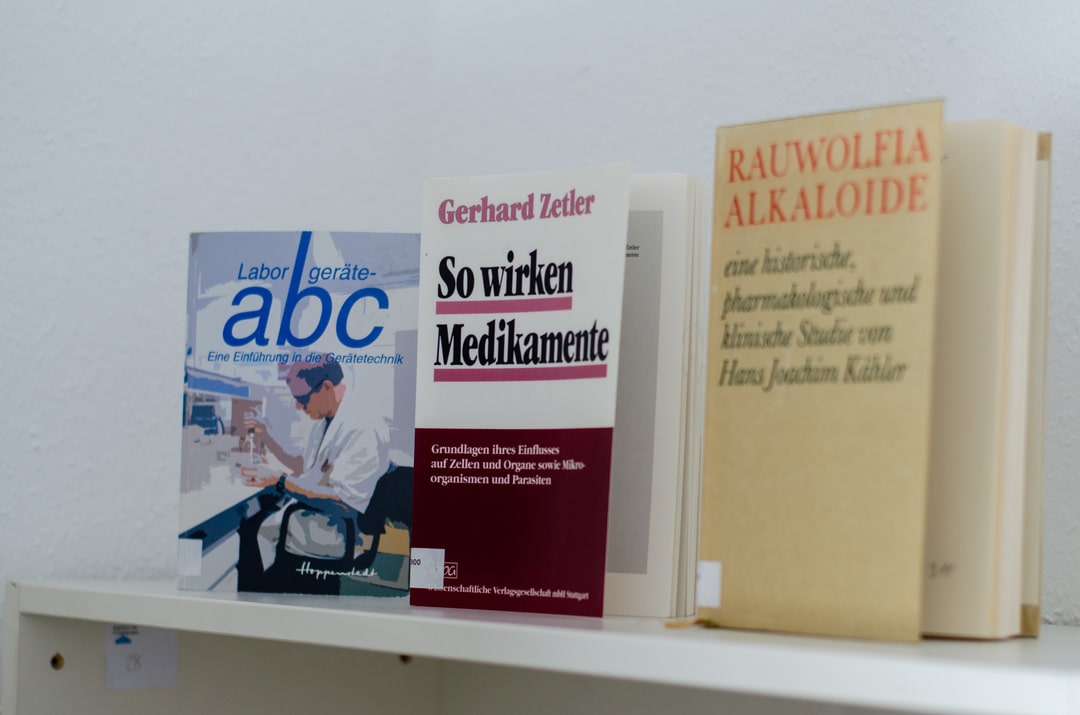 Labor geräte-
abc
Eine Einführung in die Gerätetechnik
Hoppenstedt
Gerhard Zetler
So wirken
Medikamente
Grundlagen ihres Einflusses
auf Zellen und Organe sowie Mikro-
organismen und Parasiten
Verlagsgesellschaft mbH Stuttgart
RAUWOLFIA
ALKALOIDE
eine historische,
pharmakologische und
klinische Studie von
Hans Joachim Kähler